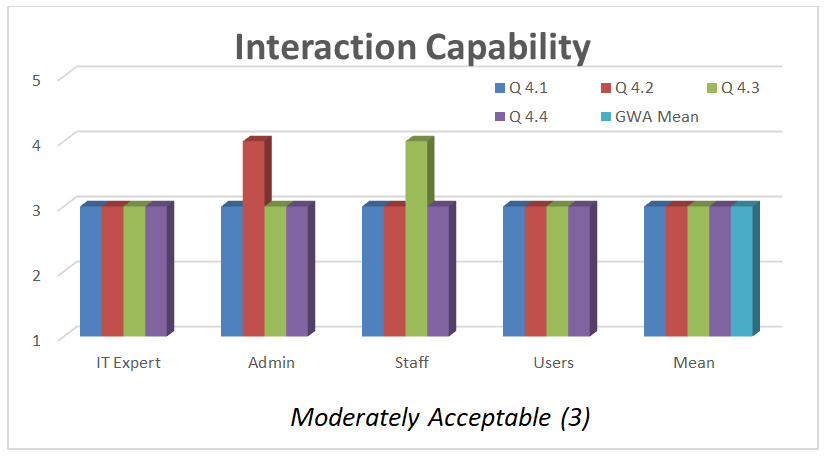 Interaction Capability
5
Q 4.1 Q 4.2 Q 4.3
Q 4.4 GWA Mean
4
3
2
1
IT Expert Admin Staff Users Mean
Moderately Acceptable (3)